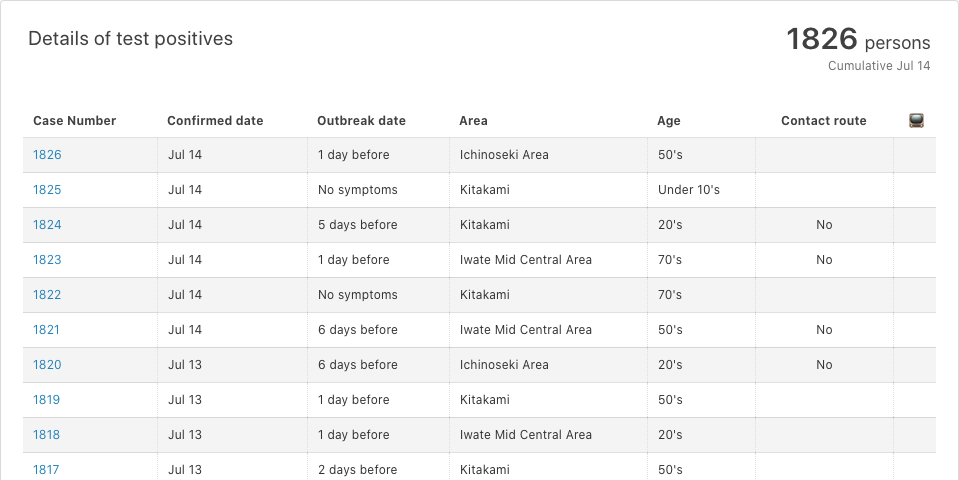 Details of test positives
1826 persons
Cumulative Jul 14
Case Number Confirmed date Outbreak date Area Age Contact route
1826 Jul 14 1 day before Ichinoseki Area 50's
1825 Jul 14 No symptoms Kitakami Under 10's
1824 Jul 14 5 days before Kitakami 20's No
1823 Jul 14 1 day before Iwate Mid Central Area 70's No
1822 Jul 14 No symptoms Kitakami 70's
1821 Jul 14 6 days before Iwate Mid Central Area 50's No
1820 Jul 13 6 days before Ichinoseki Area 20's No
1819 Jul 13 1 day before Kitakami 50's
1818 Jul 13 1 day before Iwate Mid Central Area 20's
1817 Jul 13 2 days before Kitakami 50's